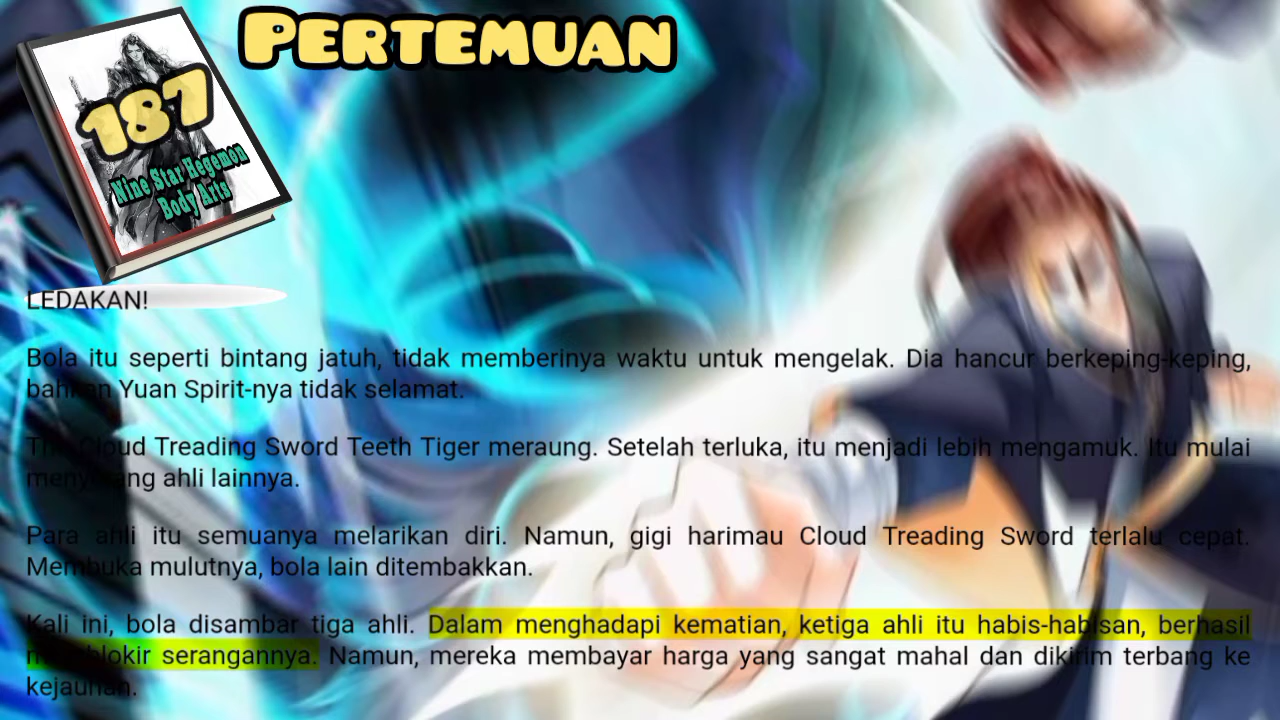 PERTEMUAN
187
Nine Star Hegemon
Body Arts
LEDAKAN!
Bola itu seperti bintang jatuh, tidak memberinya waktu untuk mengelak. Dia hancur berkeping-keping,
bahkan Yuan Spirit-nya tidak selamat.
The Cloud Treading Sword Teeth Tiger meraung. Setelah terluka, itu menjadi lebih mengamuk. Itu mulai
menyerang ahli lainnya.
Para ahli itu semuanya melarikan diri. Namun, gigi harimau Cloud Treading Sword terlalu cepat.
Membuka mulutnya, bola lain ditembakkan.
Kali ini, bola disambar tiga ahli. Dalam menghadapi kematian, ketiga ahli itu habis-habisan, berhasil
memblokir serangannya. Namun, mereka membayar harga yang sangat mahal dan dikirim terbang ke
kejauhan.